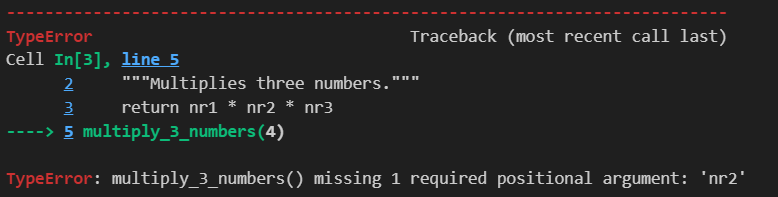 ---------------------------------------------------------------------------
TypeError                                 Traceback (most recent call last)
Cell In[3], line 5
      2     """Multiplies three numbers."""
      3     return nr1 * nr2 * nr3
----> 5 multiply_3_numbers(4)
TypeError: multiply_3_numbers() missing 1 required positional argument: 'nr2'